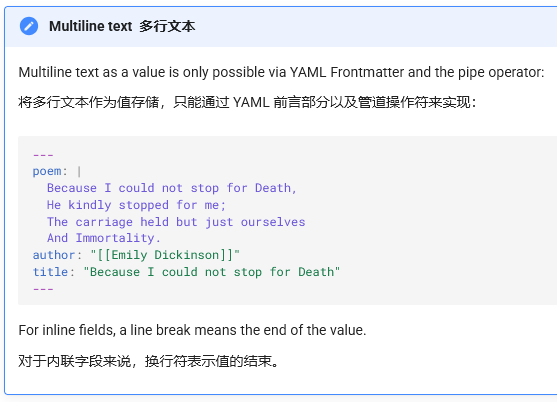 Multiline text 多行文本
Multiline text as a value is only possible via YAML Frontmatter and the pipe operator:
将多行文本作为值存储，只能通过 YAML 前言部分以及管道操作符来实现：
---
poem: |
  Because I could not stop for Death,
  He kindly stopped for me;
  The carriage held but just ourselves
  And Immortality.
author: "[[Emily Dickinson]]"
title: "Because I could not stop for Death"
---
For inline fields, a line break means the end of the value.
对于内联字段来说，换行符表示值的结束。